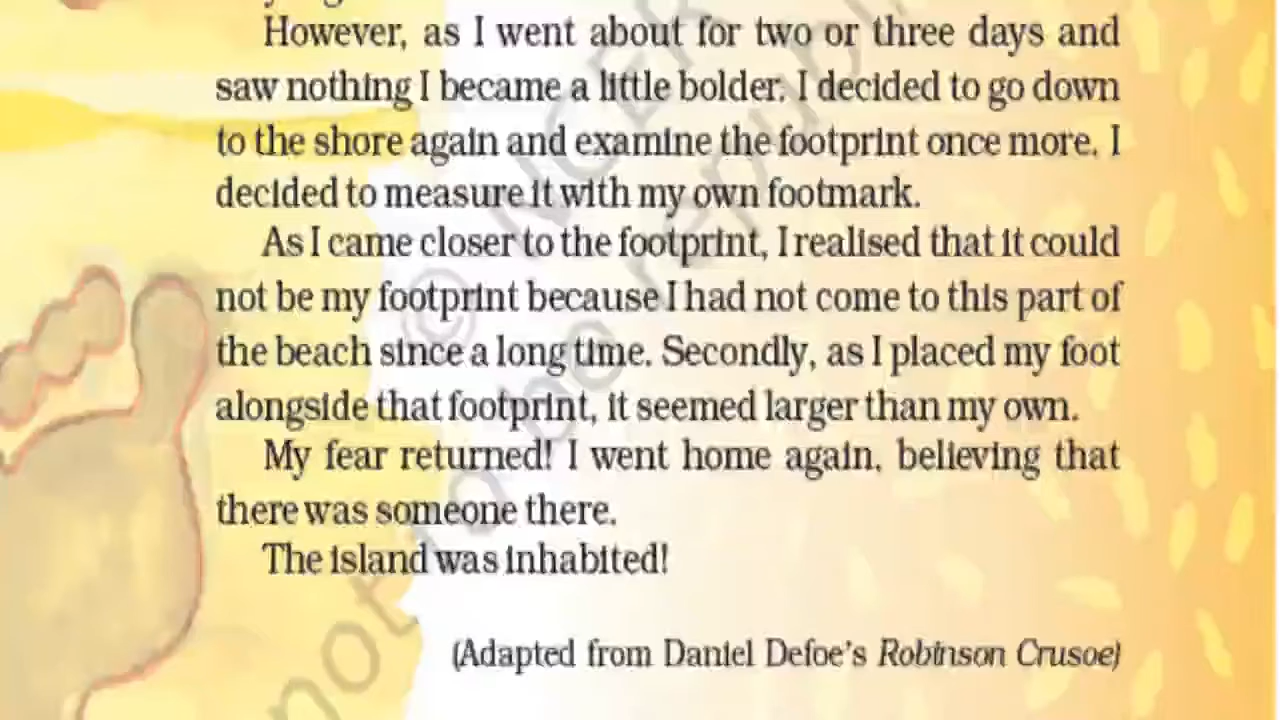 However, as I went about for two or three days and
saw nothing I became a little bolder. I decided to go down
to the shore again and examine the footprint once more. I
decided to measure it with my own footmark.
As I came closer to the footprint, I realised that it could
not be my footprint because I had not come to this part of
the beach since a long time. Secondly, as I placed my foot
alongside that footprint, it seemed larger than my own.
My fear returned! I went home again, believing that
there was someone there.
The island was inhabited!
(Adapted from Daniel Defoe's Robinson Crusoe)
© NCERT
not to be republi